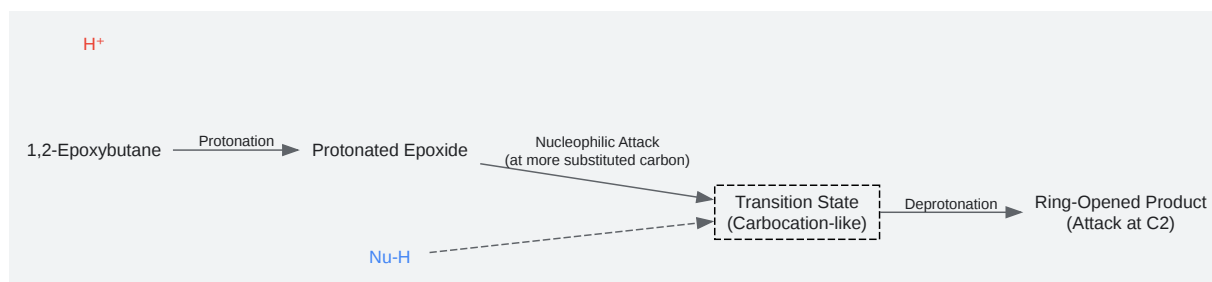 H⁺
1,2-Epoxybutane
Protonation
Protonated Epoxide
Nucleophilic Attack
(at more substituted carbon)
Transition State
(Carbocation-like)
Deprotonation
Ring-Opened Product
(Attack at C2)
Nu-H